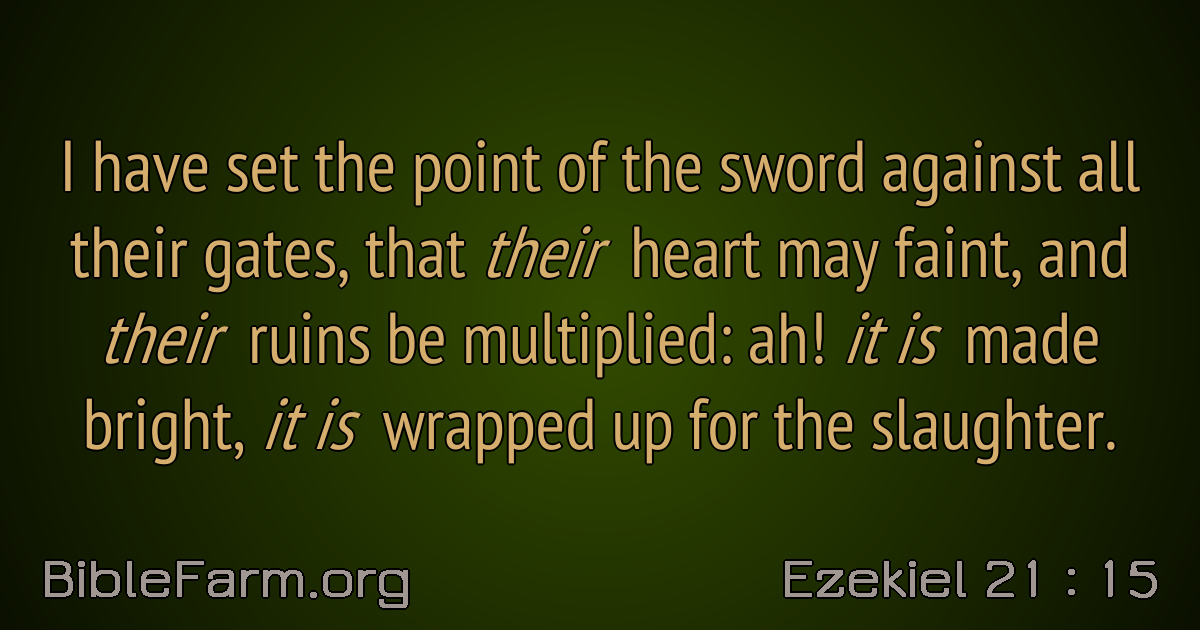 I have set the point of the sword against all
their gates, that their heart may faint, and
their ruins be multiplied: ah! it is made
bright, it is wrapped up for the slaughter.
BibleFarm.org
Ezekiel 21 : 15